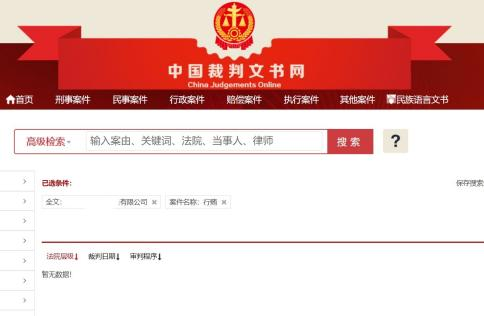 中国裁判文书网
China Judgements Online
首页 刑事案件 民事案件 行政案件 赔偿案件 执行案件 其他案件 民族语言文书
高级检索 输入案由、关键词、法院、当事人、律师 搜索 ?
已选条件： 保存搜索
全文： 有限公司 × 案件名称：行贿 ×
法院层级↓ 裁判日期↓ 审判程序↓
暂无数据!